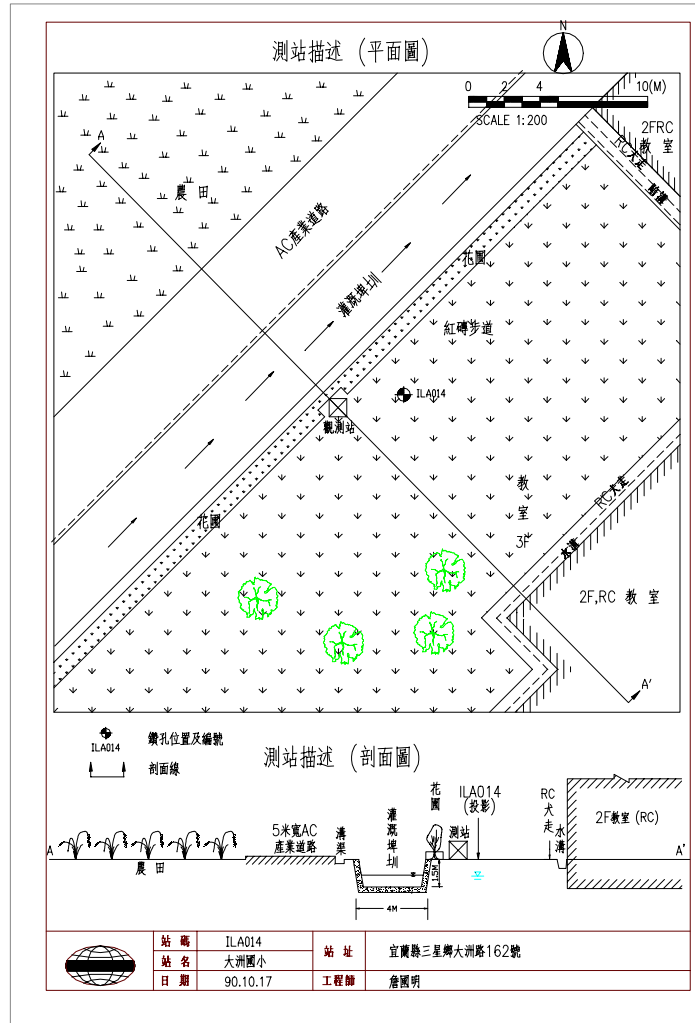 測站描述 (平面圖)
N
0 2 4 10(M)
SCALE 1:200
2FRC
教室
RC犬走
A
農田
AC產業道路
灌溉埤圳
花圃
紅磚步道
ILA014
觀測站
花圃
教室
3F
RC犬走
水溝
2F,RC 教室
A'
ILA014
鑽孔位置及編號
剖面線
測站描述 (剖面圖)
A
農田
5米寬AC
產業道路
溝渠
灌溉埤圳
花圃
測站
ILA014
(投影)
RC
犬走
水溝
2F教室 (RC)
A'
1.5M
4M
站碼 ILA014
站名 大洲國小
日期 90.10.17
站址 宜蘭縣三星鄉大洲路162號
工程師 詹國明